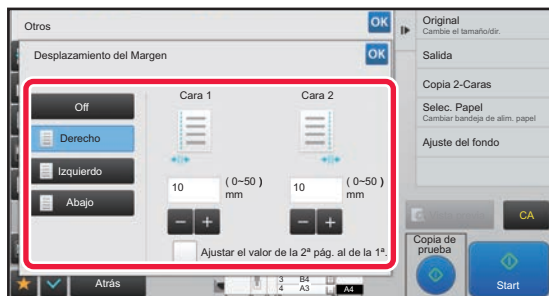 Otros
OK
Desplazamiento del Margen
OK
Off
Derecho
Izquierdo
Abajo
Cara 1
Cara 2
10
( 0~50 )
mm
10
( 0~50 )
mm
Ajustar el valor de la 2ª pág. al de la 1ª.
Atrás
3 B4
4 A3
A4
Original
Cambie el tamaño/dir.
Salida
Copia 2-Caras
Selec. Papel
Cambiar bandeja de alim. papel
Ajuste del fondo
CA
Copia de
prueba
Start